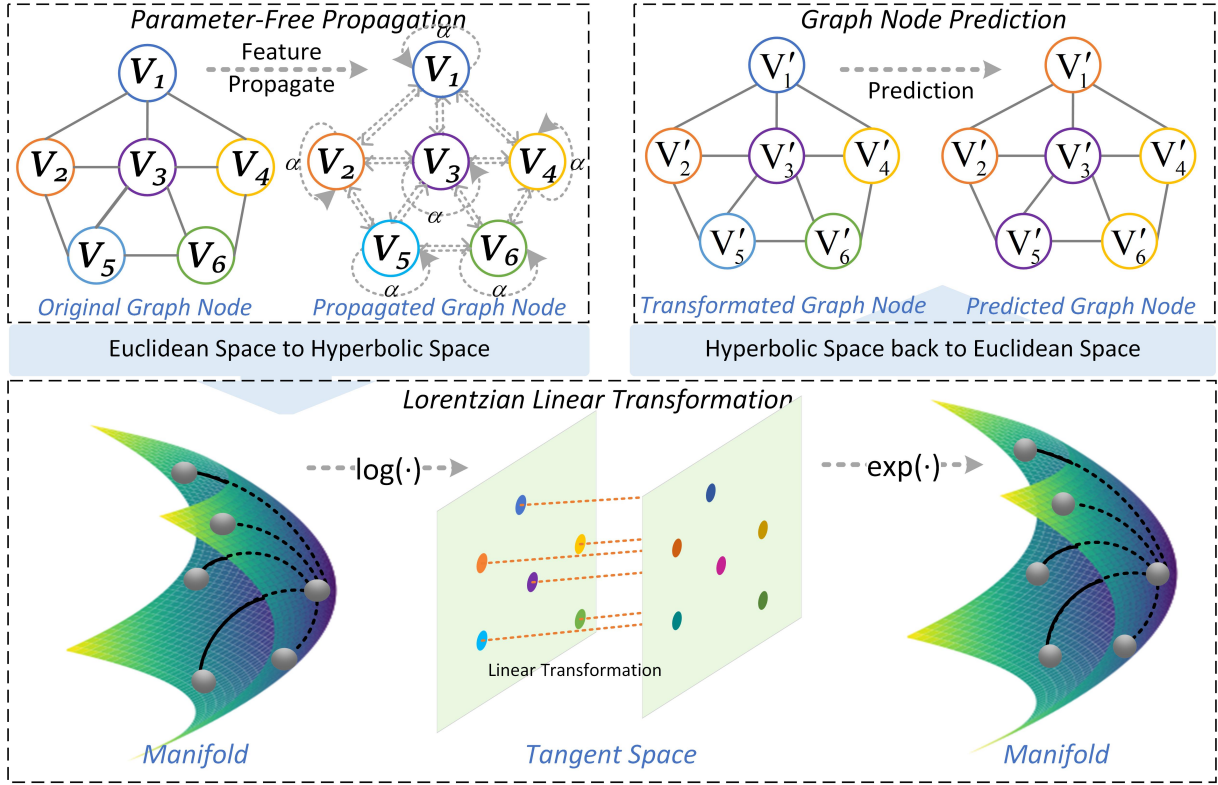 Parameter-Free Propagation
Feature
Propagate
V1
V2
V3
V4
V5
V6
α
V1
α
V2
V3
V4
α
α
V5
V6
α
α
Original Graph Node
Propagated Graph Node
Graph Node Prediction
Prediction
V′1
V′2
V′3
V′4
V′5
V′6
V′1
V′2
V′3
V′4
V′5
V′6
Transformated Graph Node
Predicted Graph Node
Euclidean Space to Hyperbolic Space
Hyperbolic Space back to Euclidean Space
Lorentzian Linear Transformation
log(·)
exp(·)
Linear Transformation
Manifold
Tangent Space
Manifold